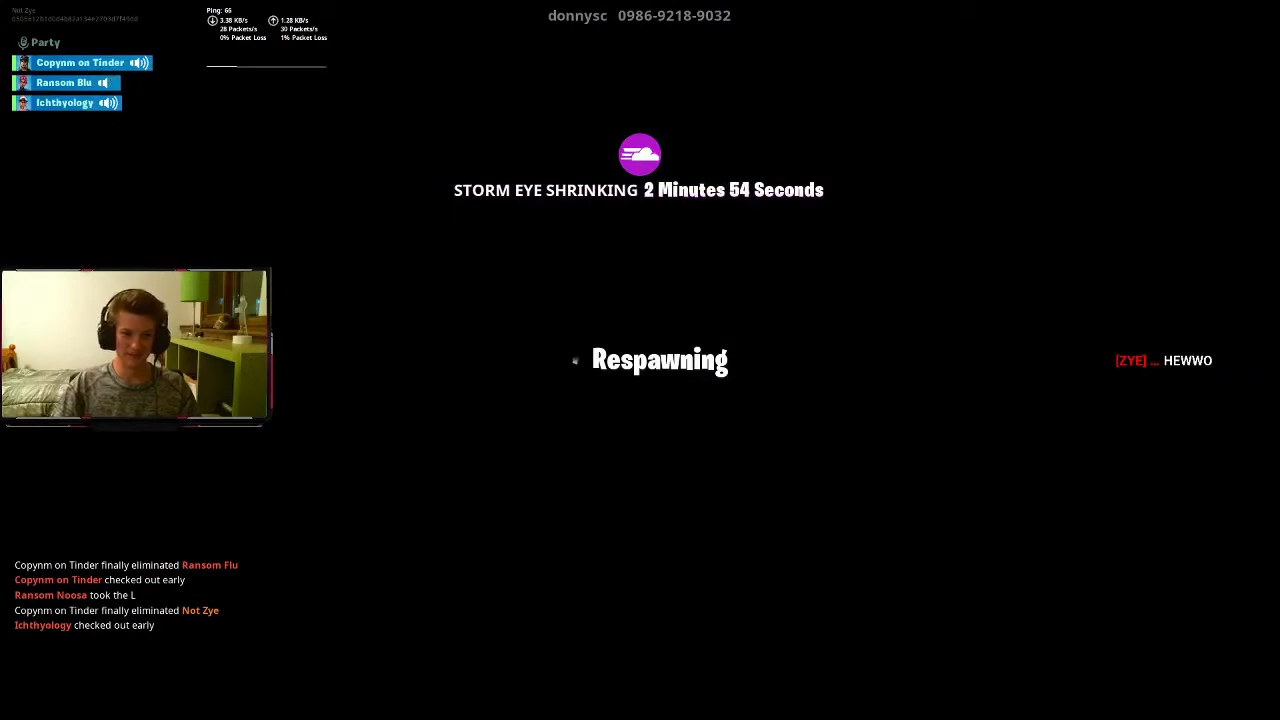 Not Zye
Ping: 66
3.38 KB/s
1.28 KB/s
28 Packets/s
30 Packets/s
0% Packet Loss
1% Packet Loss
donnysc 0986-9218-9032
Party
Copynm on Tinder
Ransom Blu
Ichthyology
STORM EYE SHRINKING 2 Minutes 54 Seconds
Respawning
[ZYE] ... HEWWO
Copynm on Tinder finally eliminated Ransom Flu
Copynm on Tinder checked out early
Ransom Noosa took the L
Copynm on Tinder finally eliminated Not Zye
Ichthyology checked out early